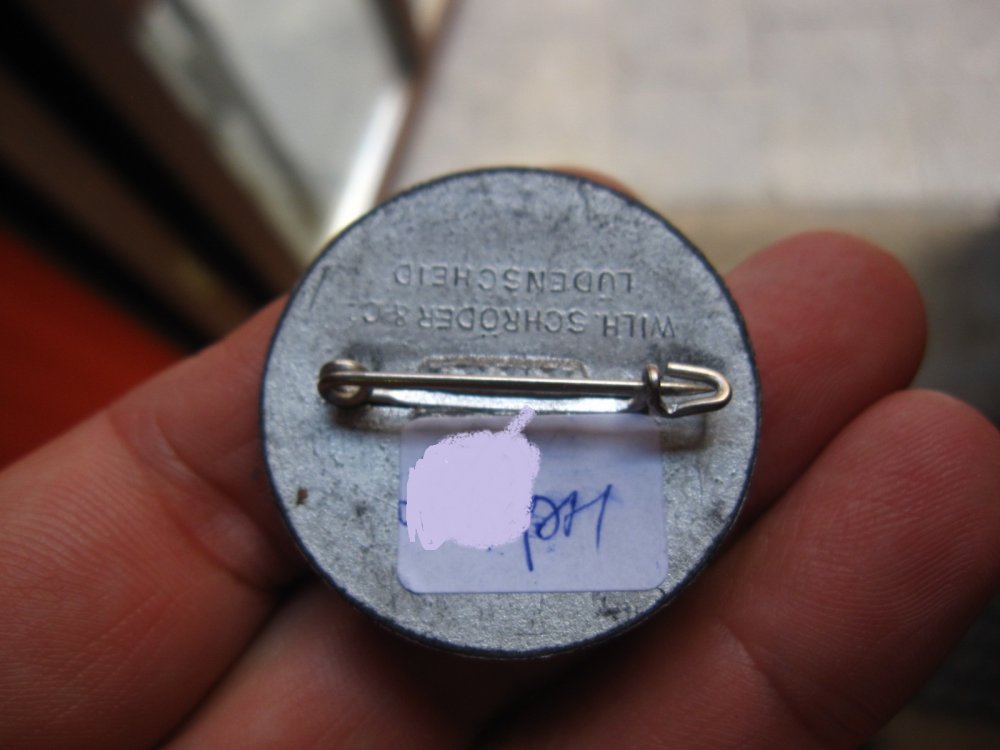 WILH. SCHRÖDER & Cº
LÜDENSCHEID